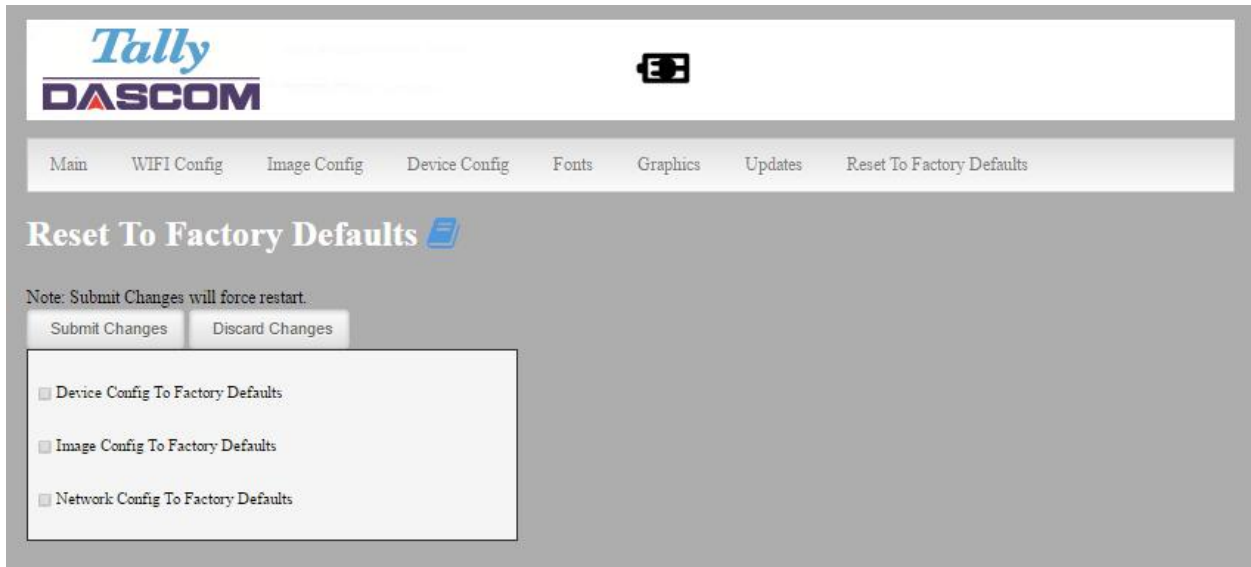 Tally
DASCOM
Main WIFI Config Image Config Device Config Fonts Graphics Updates Reset To Factory Defaults
Reset To Factory Defaults
Note: Submit Changes will force restart.
Submit Changes Discard Changes
Device Config To Factory Defaults
Image Config To Factory Defaults
Network Config To Factory Defaults